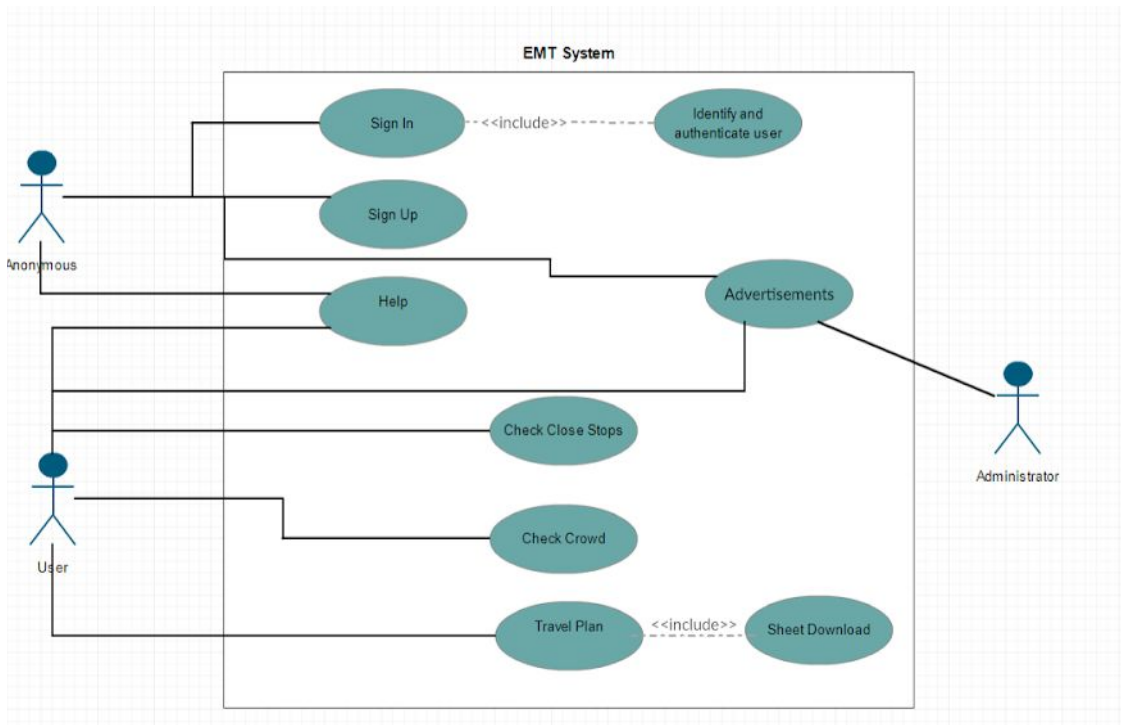 EMT System
Sign In
<<include>>
Identify and
authenticate user
Sign Up
Anonymous
Help
Advertisements
Check Close Stops
Administrator
Check Crowd
User
Travel Plan
<<include>>
Sheet Download